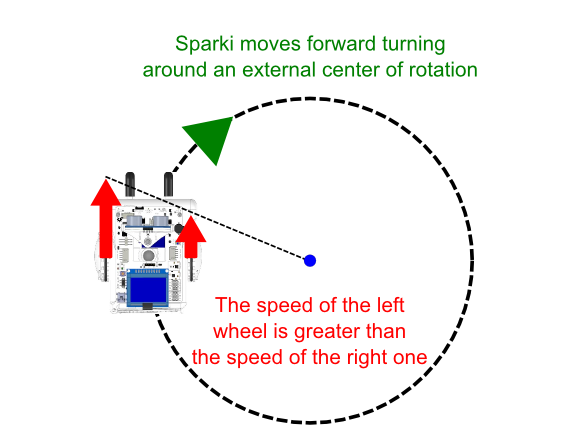 Sparki moves forward turning
around an external center of rotation
The speed of the left
wheel is greater than
the speed of the right one